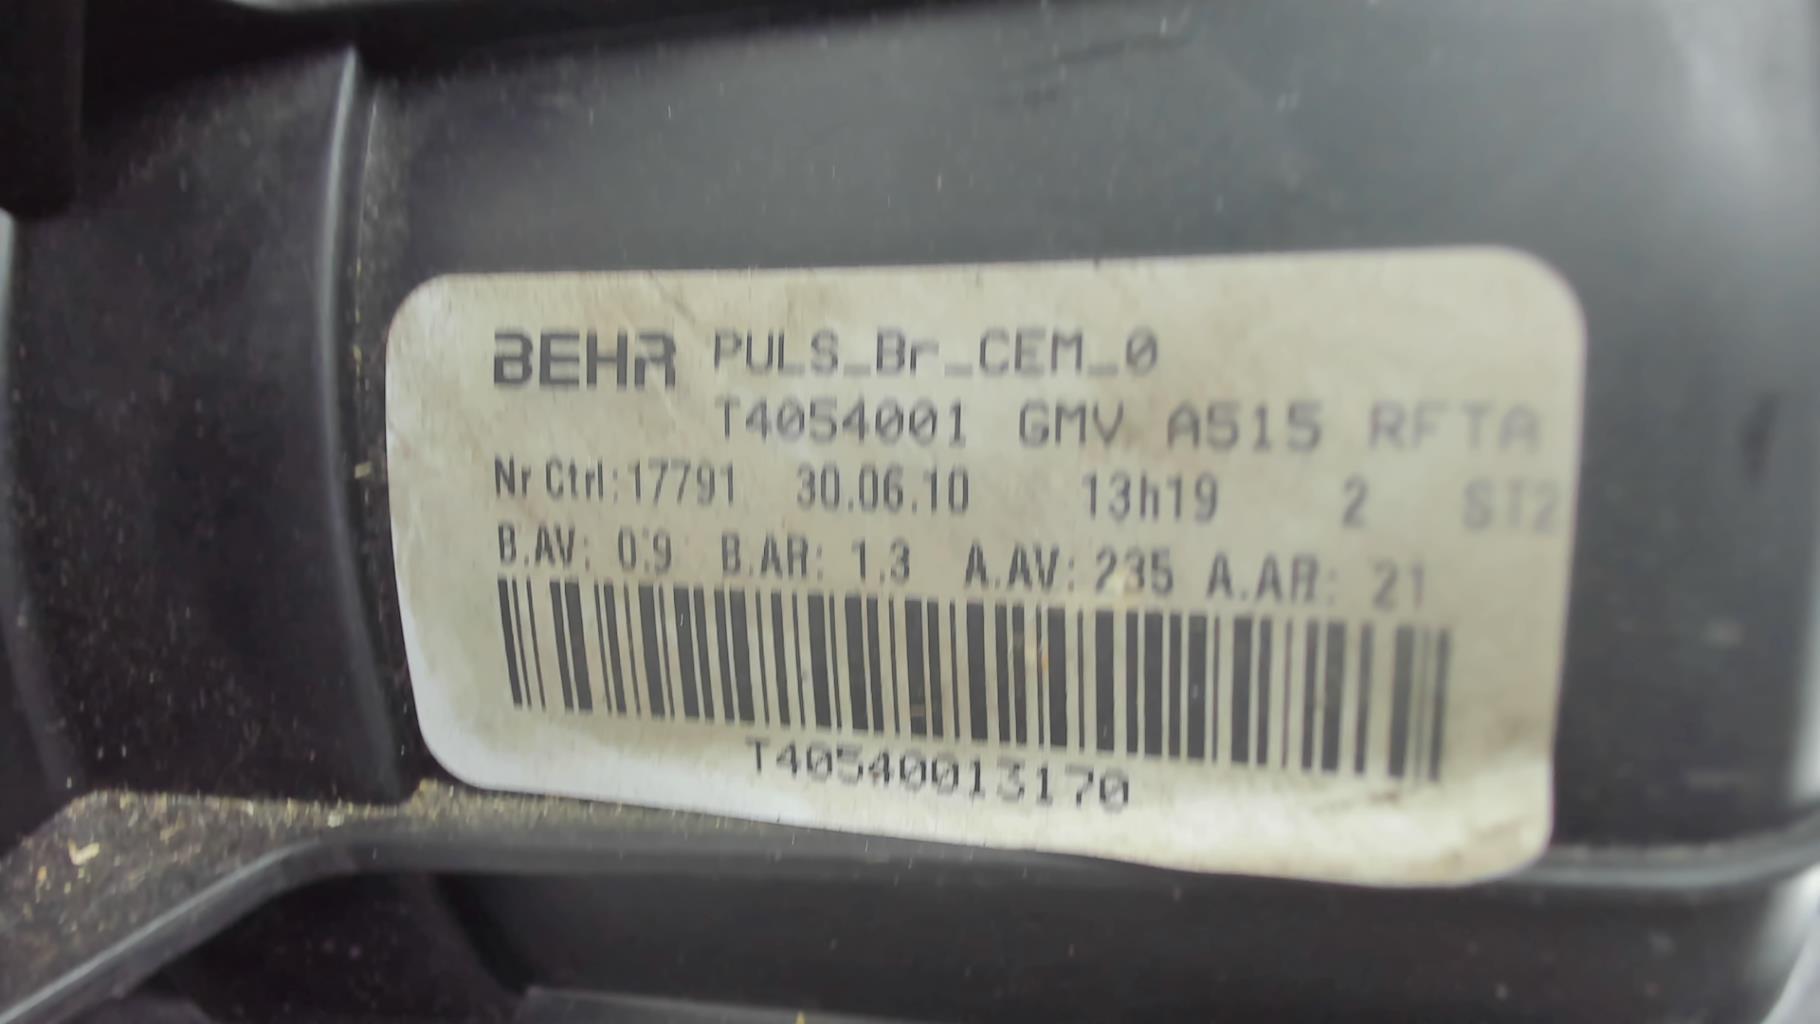 BEHR PULS_Br_CEM_0
T4054001 GMV A515 RFTA
Nr Ctrl:17791 30.06.10 13h19 2 ST2
B.AV: 0.9 B.AR: 1.3 A.AV: 235 A.AR: 21
T40540013170